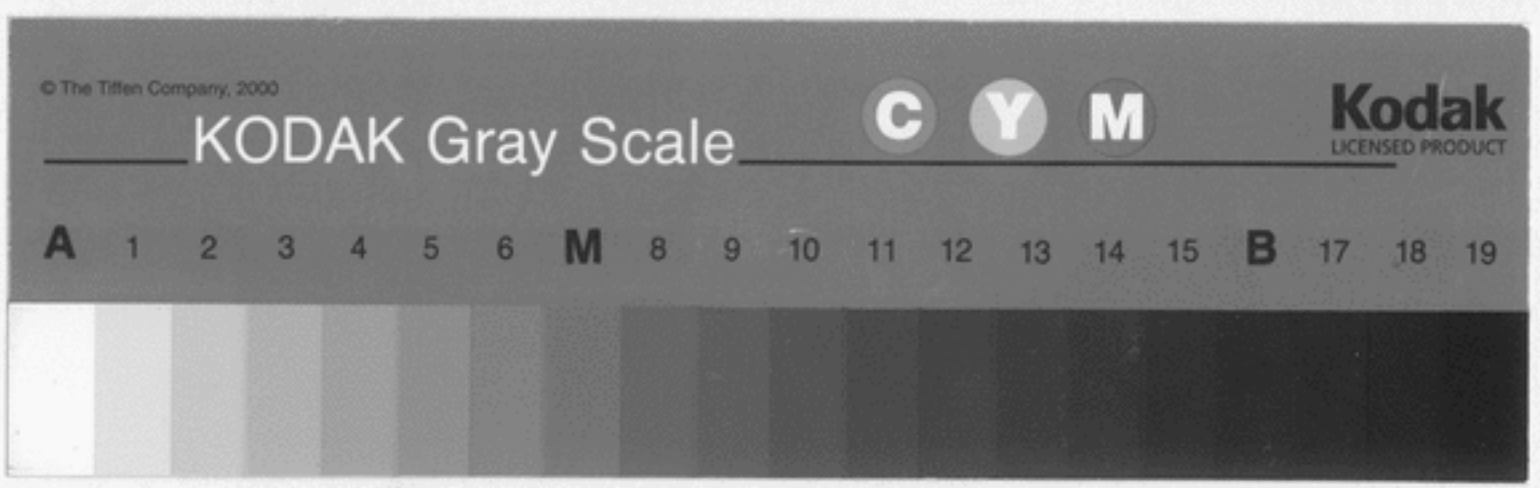 © The Tiffen Company, 2000
KODAK Gray Scale
C Y M
Kodak
LICENSED PRODUCT
A 1 2 3 4 5 6 M 8 9 10 11 12 13 14 15 B 17 18 19